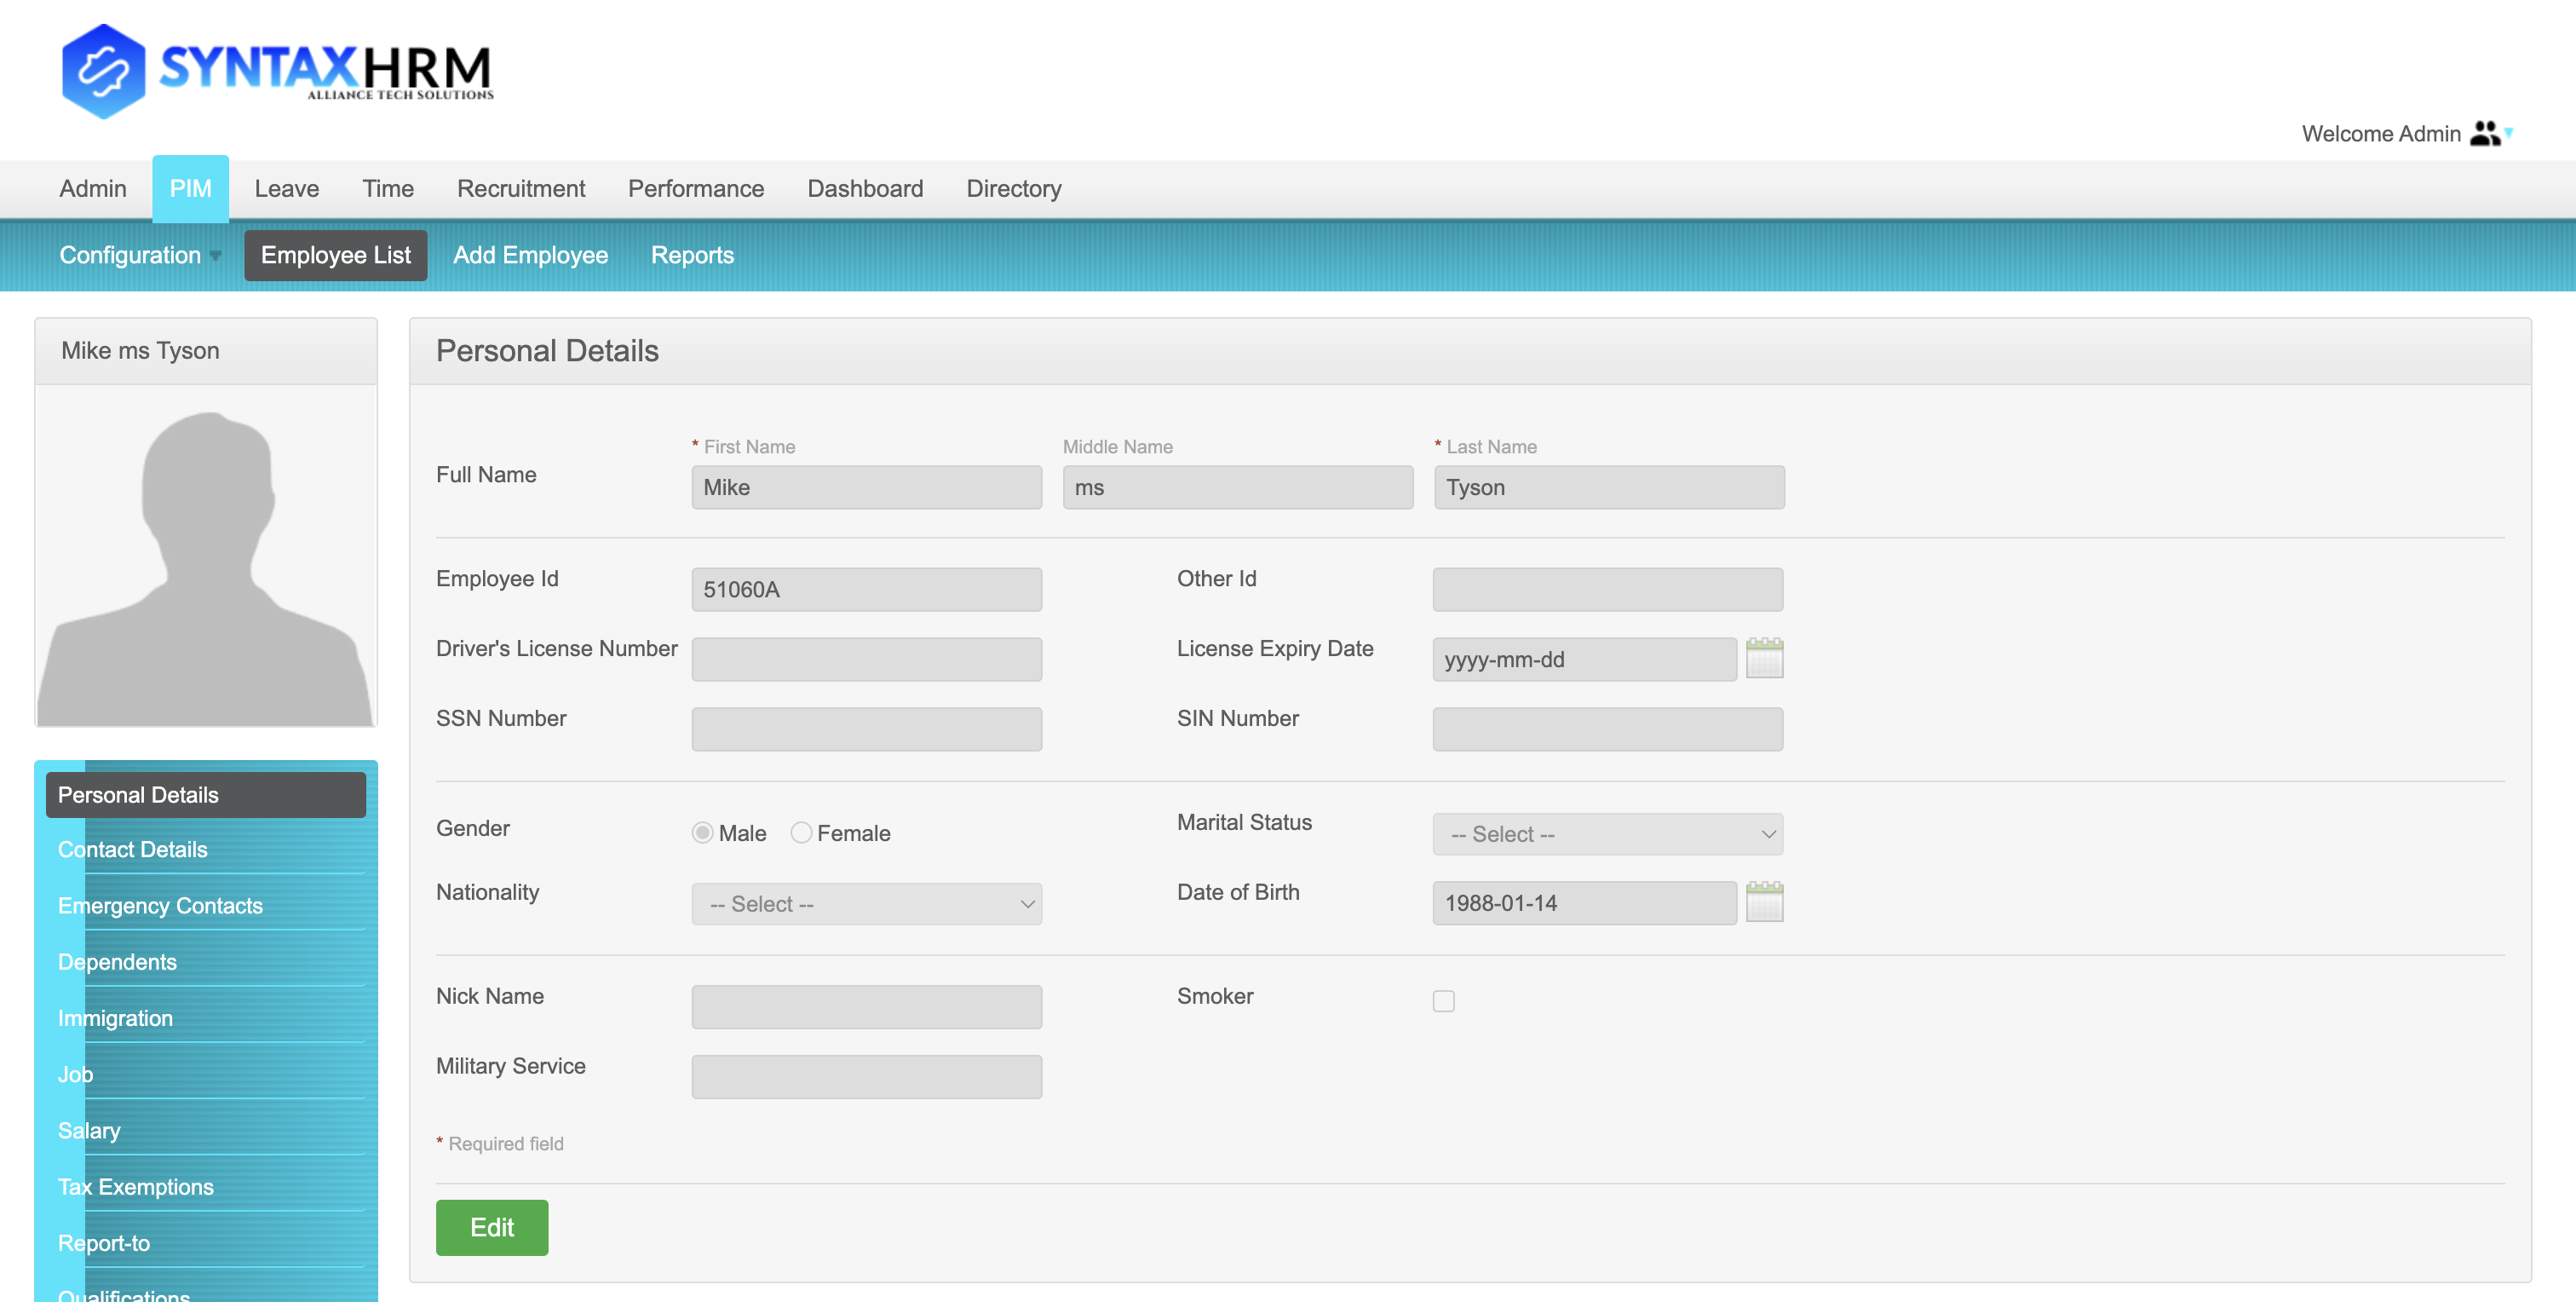 SYNTAXHRM
ALLIANCE TECH SOLUTIONS
Welcome Admin
Admin PIM Leave Time Recruitment Performance Dashboard Directory
Configuration Employee List Add Employee Reports
Mike ms Tyson
Personal Details
Contact Details
Emergency Contacts
Dependents
Immigration
Job
Salary
Tax Exemptions
Report-to
Qualifications
Personal Details
* First Name Middle Name * Last Name
Full Name Mike ms Tyson
Employee Id 51060A Other Id
Driver's License Number License Expiry Date yyyy-mm-dd
SSN Number SIN Number
Gender Male Female Marital Status -- Select --
Nationality -- Select -- Date of Birth 1988-01-14
Nick Name Smoker
Military Service
* Required field
Edit